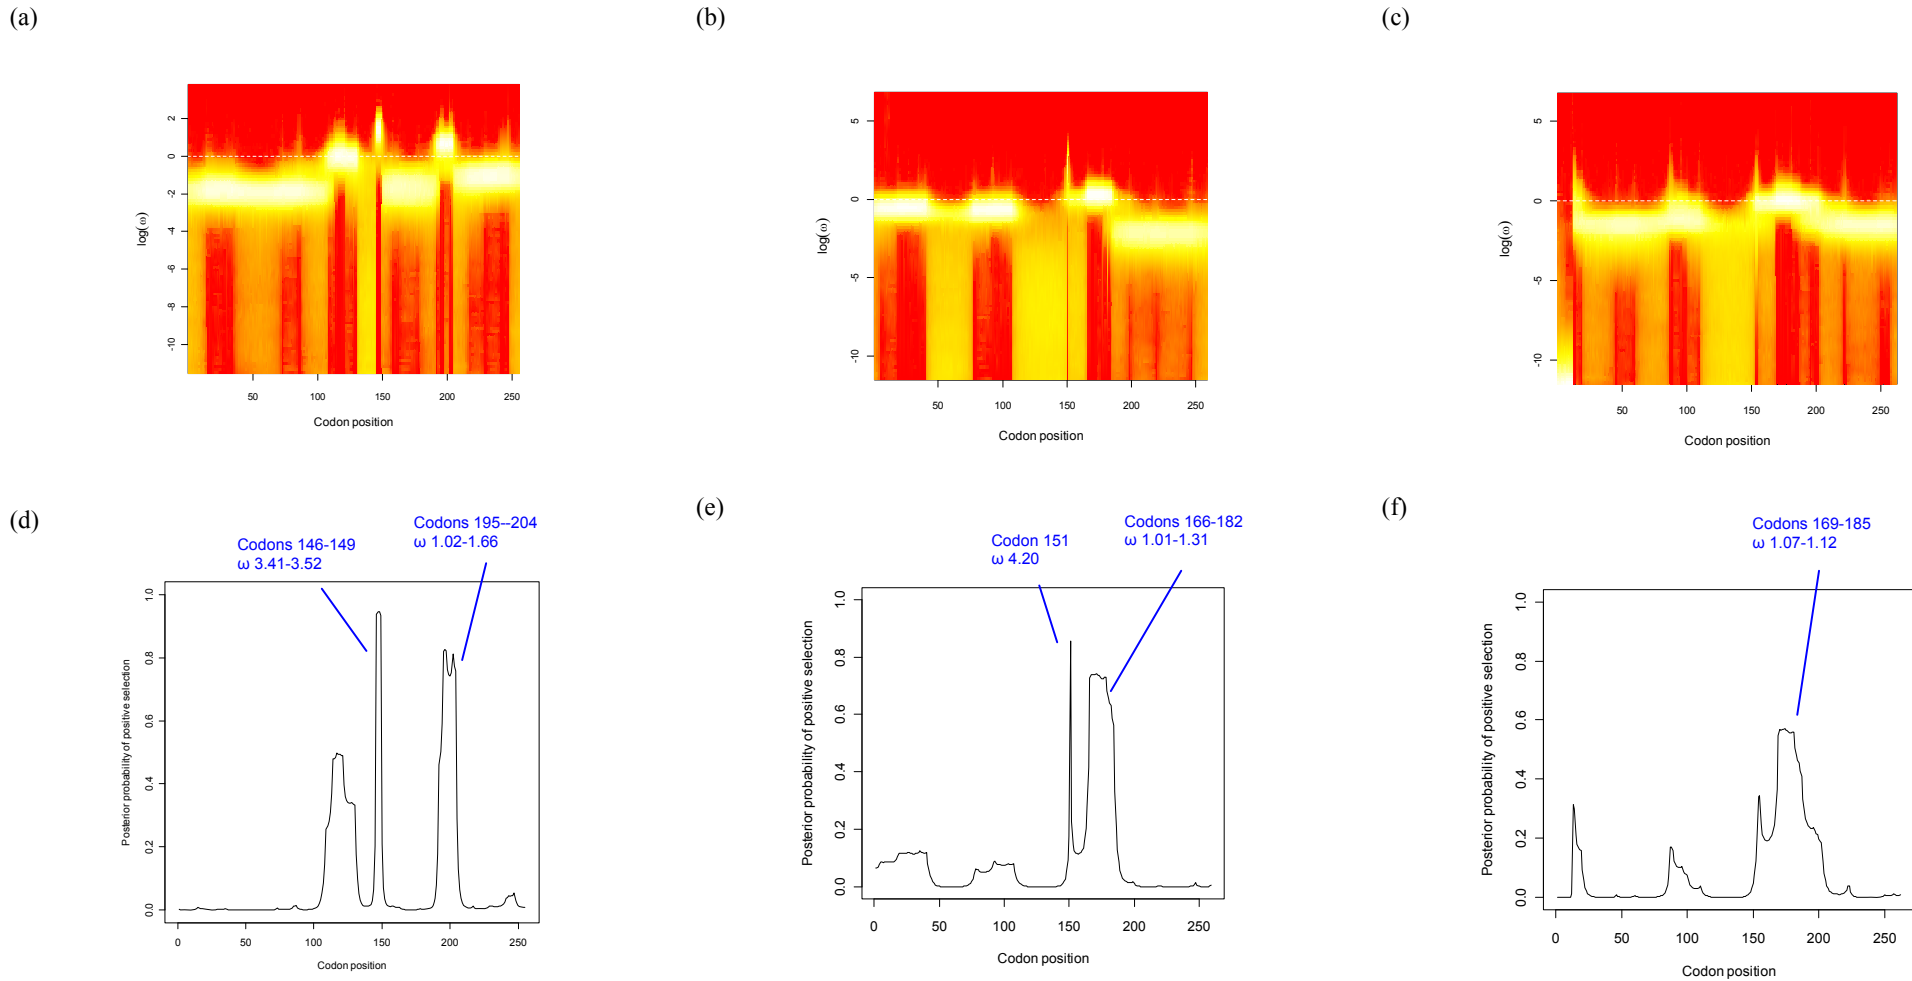 (a)
(b)
(c)
log(ω)
2
0
-2
-4
-6
-8
-10
50
100
150
200
250
Codon position
log(ω)
5
0
-5
-10
50
100
150
200
250
Codon position
log(ω)
5
0
-5
-10
50
100
150
200
250
Codon position
(d)
Codons 146-149
ω 3.41-3.52
Codons 195--204
ω 1.02-1.66
Posterior probability of positive selection
1.0
0.8
0.6
0.4
0.2
0.0
0
50
100
150
200
250
Codon position
(e)
Codon 151
ω 4.20
Codons 166-182
ω 1.01-1.31
Posterior probability of positive selection
1.0
0.8
0.6
0.4
0.2
0.0
0
50
100
150
200
250
Codon position
(f)
Codons 169-185
ω 1.07-1.12
Posterior probability of positive selection
1.0
0.8
0.6
0.4
0.2
0.0
0
50
100
150
200
250
Codon position